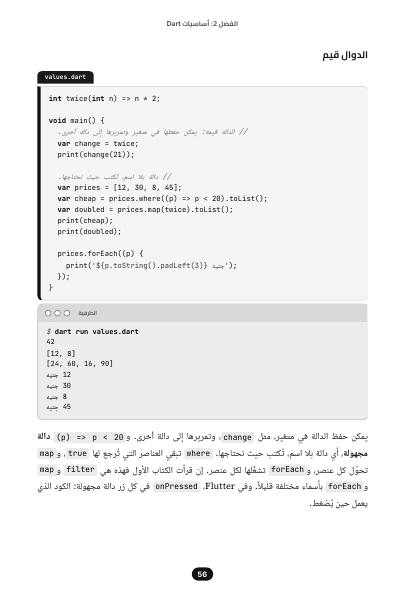 الفصل 2: أساسيات Dart
الدوال قيم
values.dart
int twice(int n) => n * 2;
void main() {
// الدالة قيمة: يمكن حفظها في متغير وتمريرها إلى دالة أخرى.
var change = twice;
print(change(21));
// دالة بلا اسم، تُكتب حيث نحتاجها.
var prices = [12, 30, 8, 45];
var cheap = prices.where((p) => p < 20).toList();
var doubled = prices.map(twice).toList();
print(cheap);
print(doubled);
prices.forEach((p) {
print('${p.toString().padLeft(3)} جنيه');
});
}
الطرفية
$ dart run values.dart
42
[12, 8]
[24, 60, 16, 90]
12 جنيه
30 جنيه
8 جنيه
45 جنيه
يمكن حفظ الدالة في متغير، مثل change، وتمريرها إلى دالة أخرى. و (p) => p < 20 دالة
مجهولة، أي دالة بلا اسم، تُكتب حيث نحتاجها. where تبقي العناصر التي تُرجع لها true، و map
تحوّل كل عنصر، و forEach تشغّلها لكل عنصر. إن قرأت الكتاب الأول فهذه هي filter و map
و forEach بأسماء مختلفة قليلاً. وفي Flutter، onPressed في كل زر دالة مجهولة: الكود الذي
يعمل حين يُضغط.
56